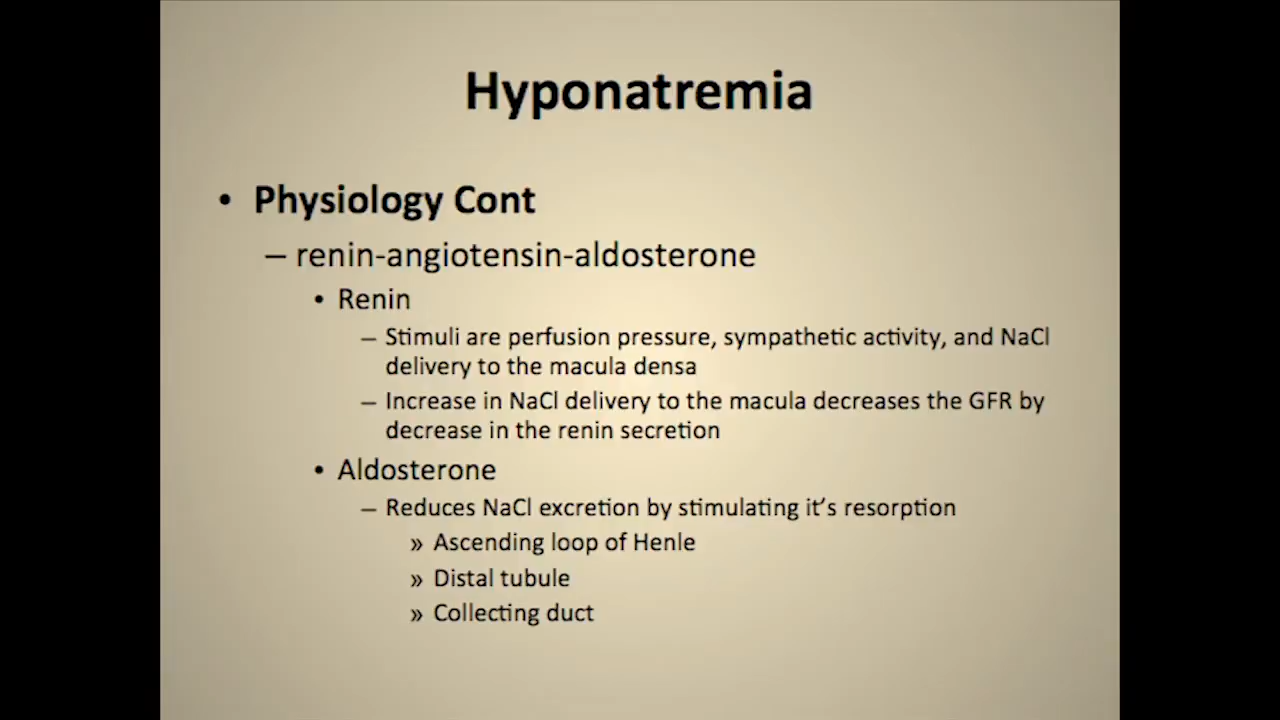 Hyponatremia
• Physiology Cont
– renin-angiotensin-aldosterone
• Renin
– Stimuli are perfusion pressure, sympathetic activity, and NaCl
delivery to the macula densa
– Increase in NaCl delivery to the macula decreases the GFR by
decrease in the renin secretion
• Aldosterone
– Reduces NaCl excretion by stimulating it’s resorption
» Ascending loop of Henle
» Distal tubule
» Collecting duct